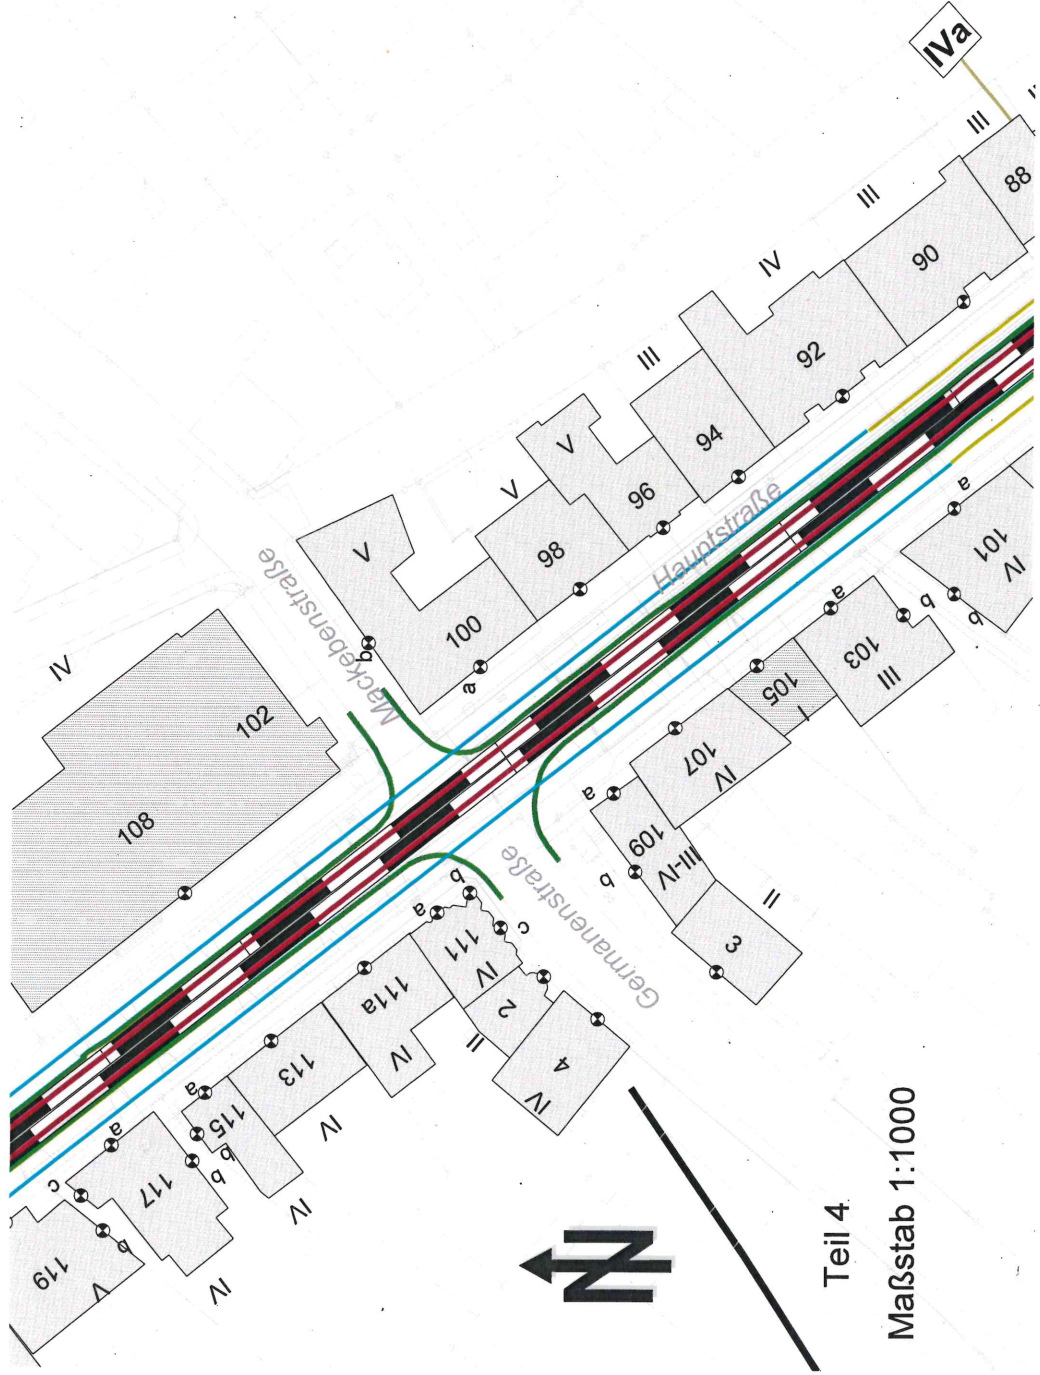 IVa
III
88
III
90
IV
92
III
94
V
V
96
98
V
100
a
b
Mackebenstraße
Hauptstraße
IV
102
108
a
101
IV
b
a
103
III
b
105
I
107
IV
a
109
III-IV
b
3
II
Germanenstraße
a
b
c
111
IV
2
II
4
IV
111a
IV
113
IV
a
115
b
IV
a
117
b
c
IV
119
b
V
N
Teil 4
Maßstab 1:1000